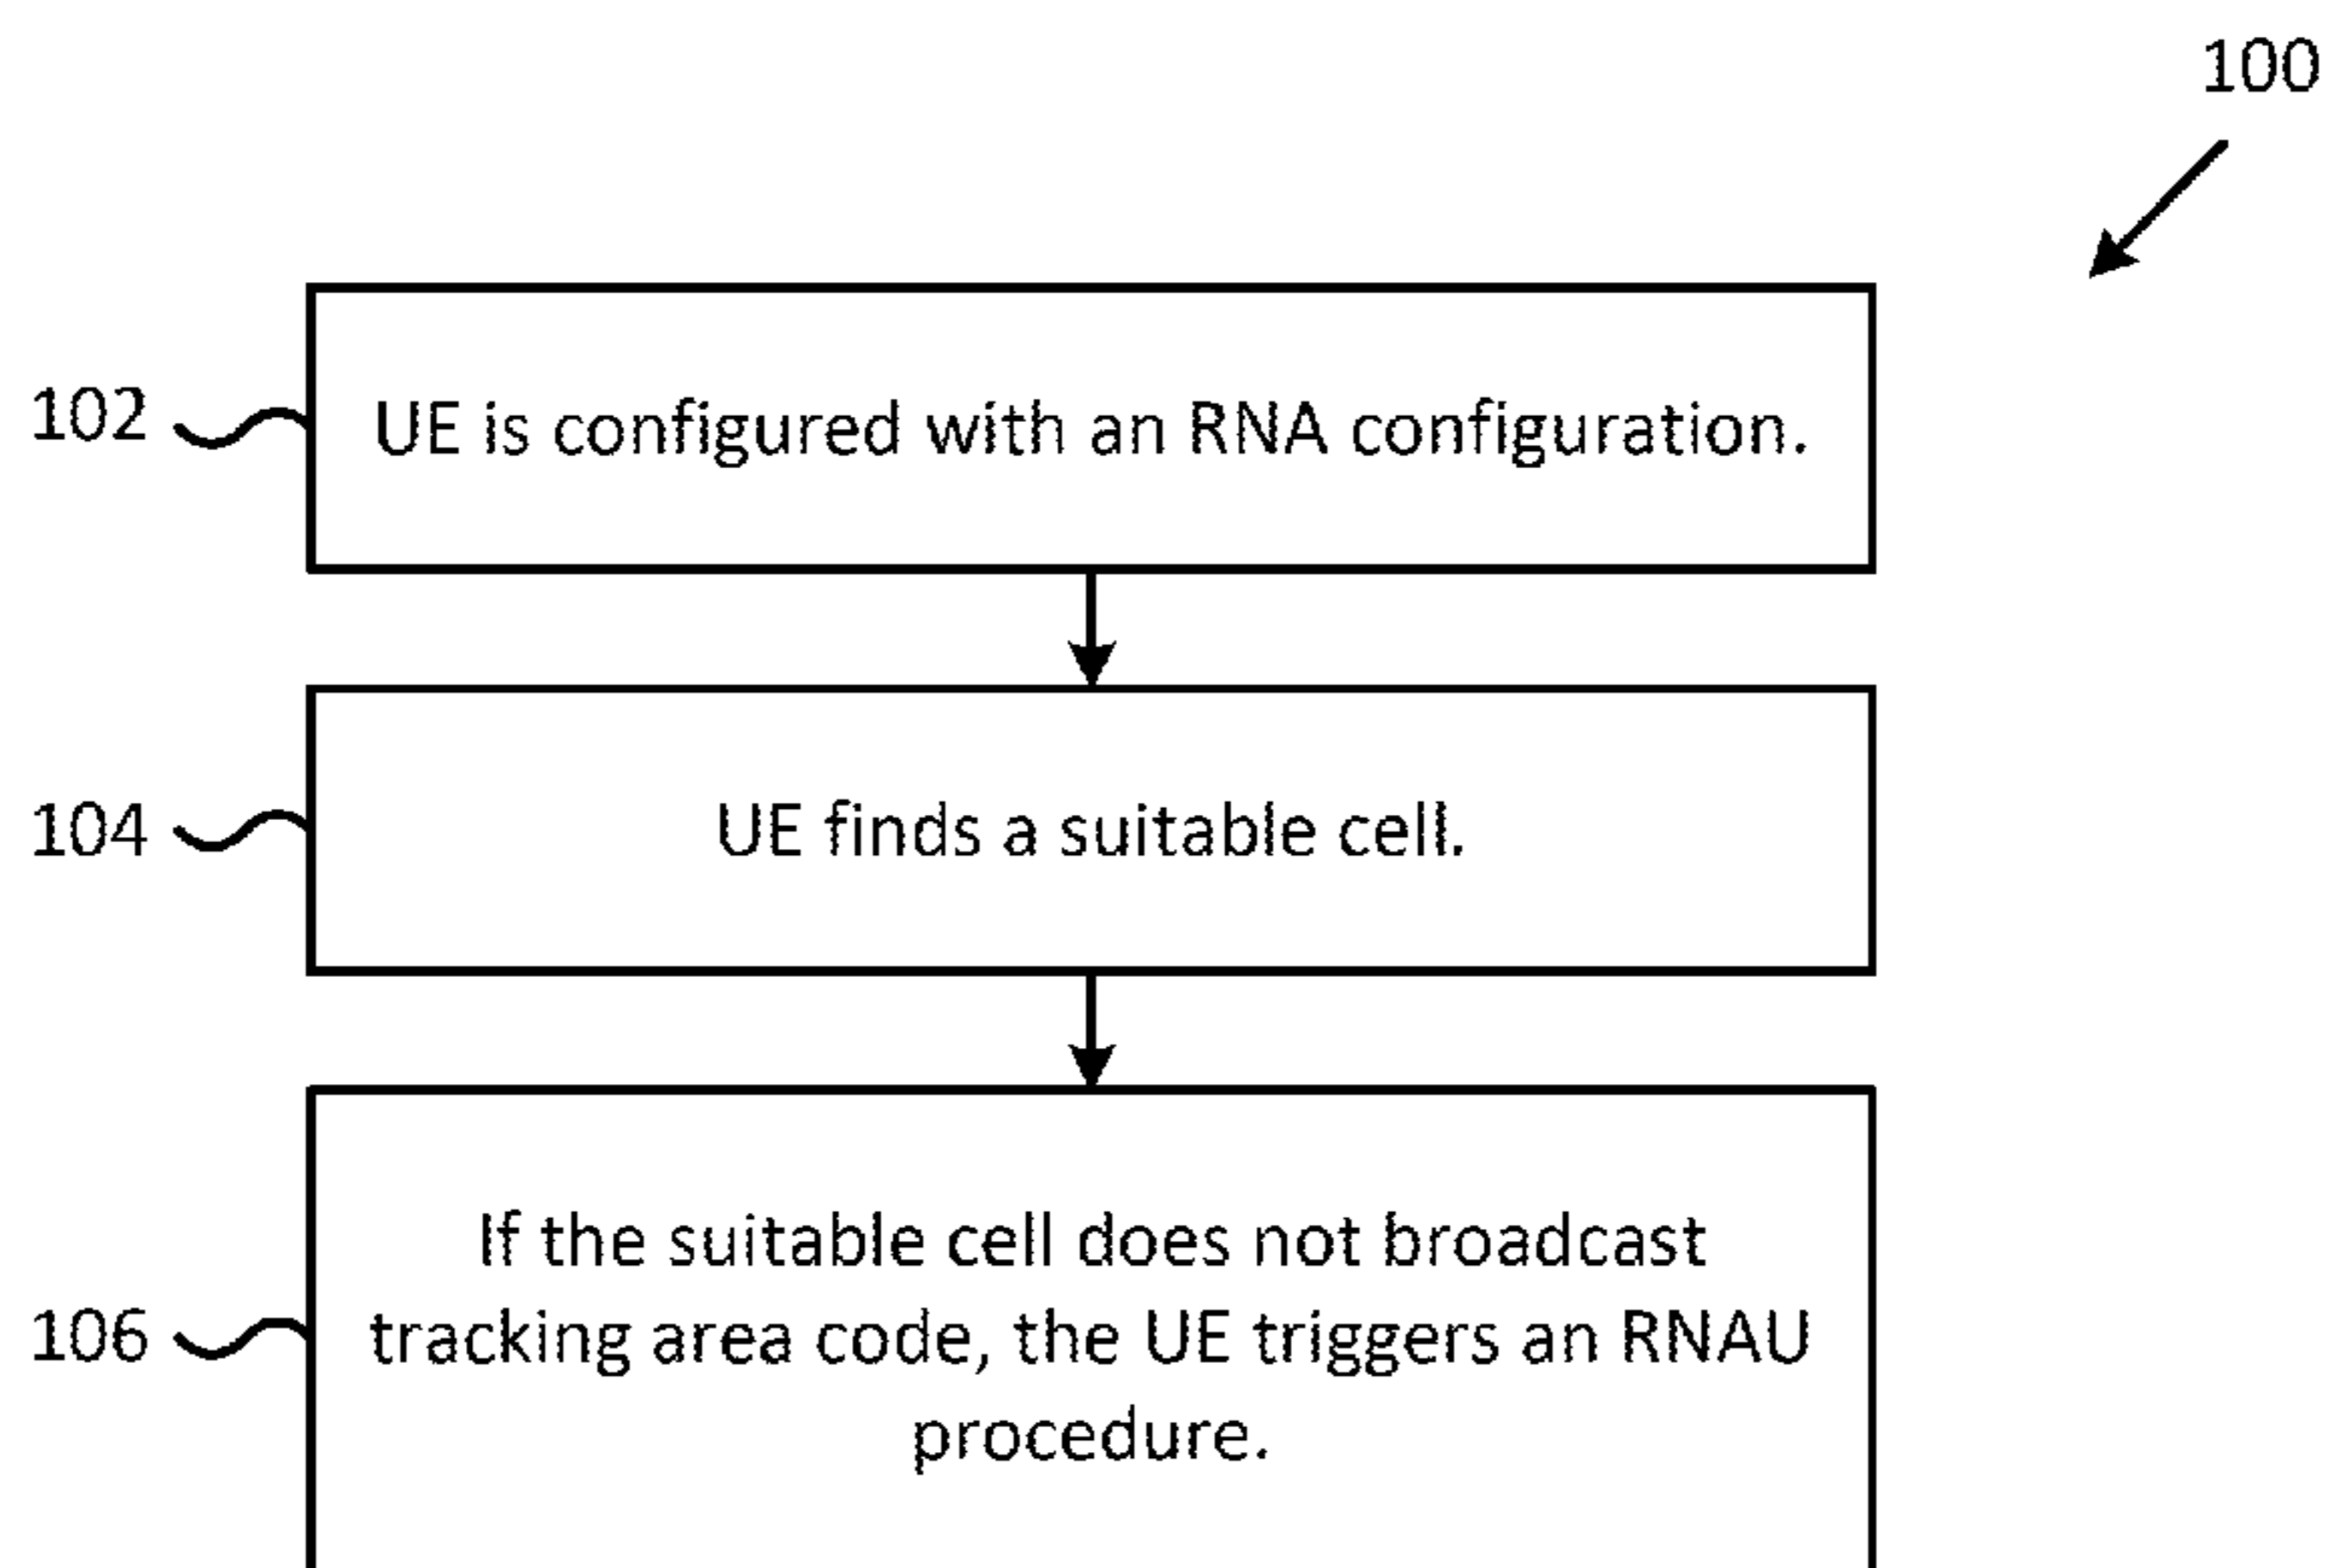 100
102
UE is configured with an RNA configuration.
104
UE finds a suitable cell.
106
If the suitable cell does not broadcast
tracking area code, the UE triggers an RNAU
procedure.